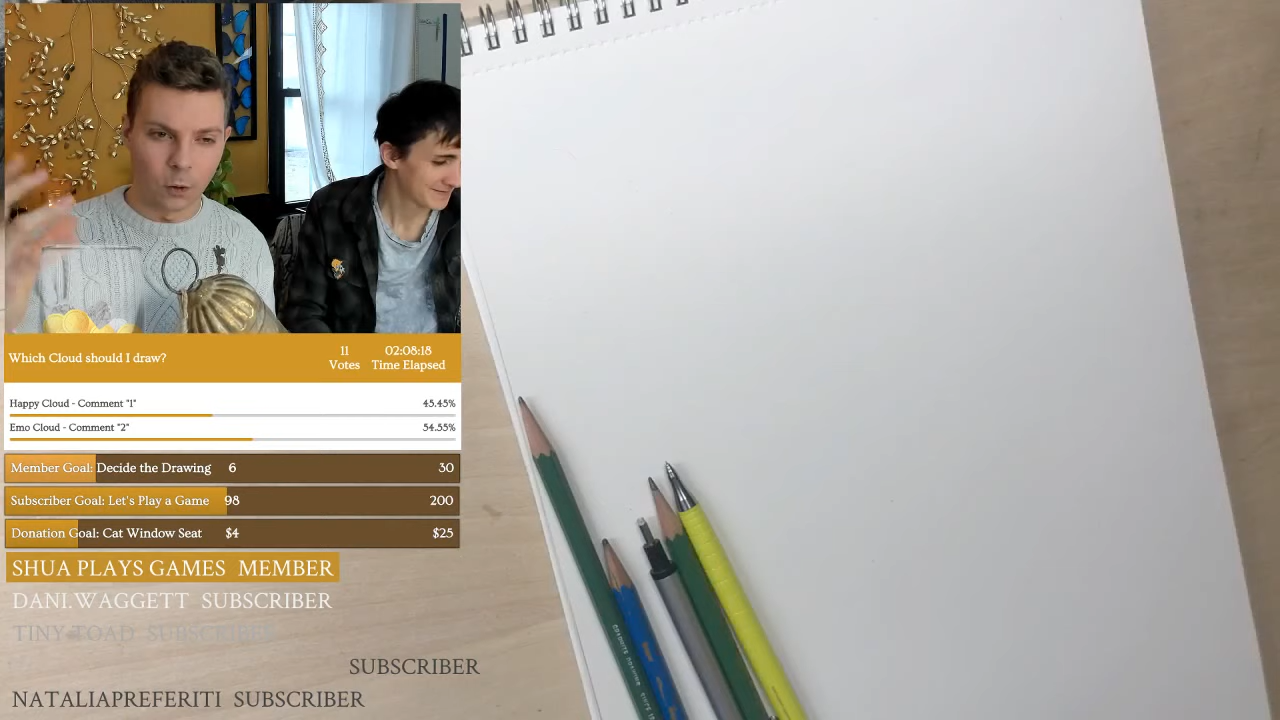 Which Cloud should I draw?
11 Votes
02:08:18 Time Elapsed
Happy Cloud - Comment "1" 45.45%
Emo Cloud - Comment "2" 54.55%
Member Goal: Decide the Drawing 6 30
Subscriber Goal: Let's Play a Game 98 200
Donation Goal: Cat Window Seat $4 $25
SHUA PLAYS GAMES MEMBER
DANI.WAGGETT SUBSCRIBER
TINY TOAD SUBSCRIBER
SUBSCRIBER
NATALIAPREFERITI SUBSCRIBER